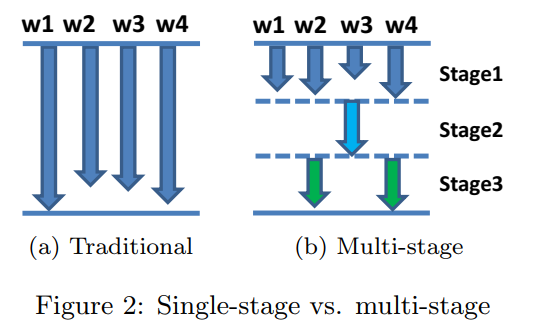 w1 w2 w3 w4
w1 w2 w3 w4
Stage1
Stage2
Stage3
(a) Traditional
(b) Multi-stage
Figure 2: Single-stage vs. multi-stage